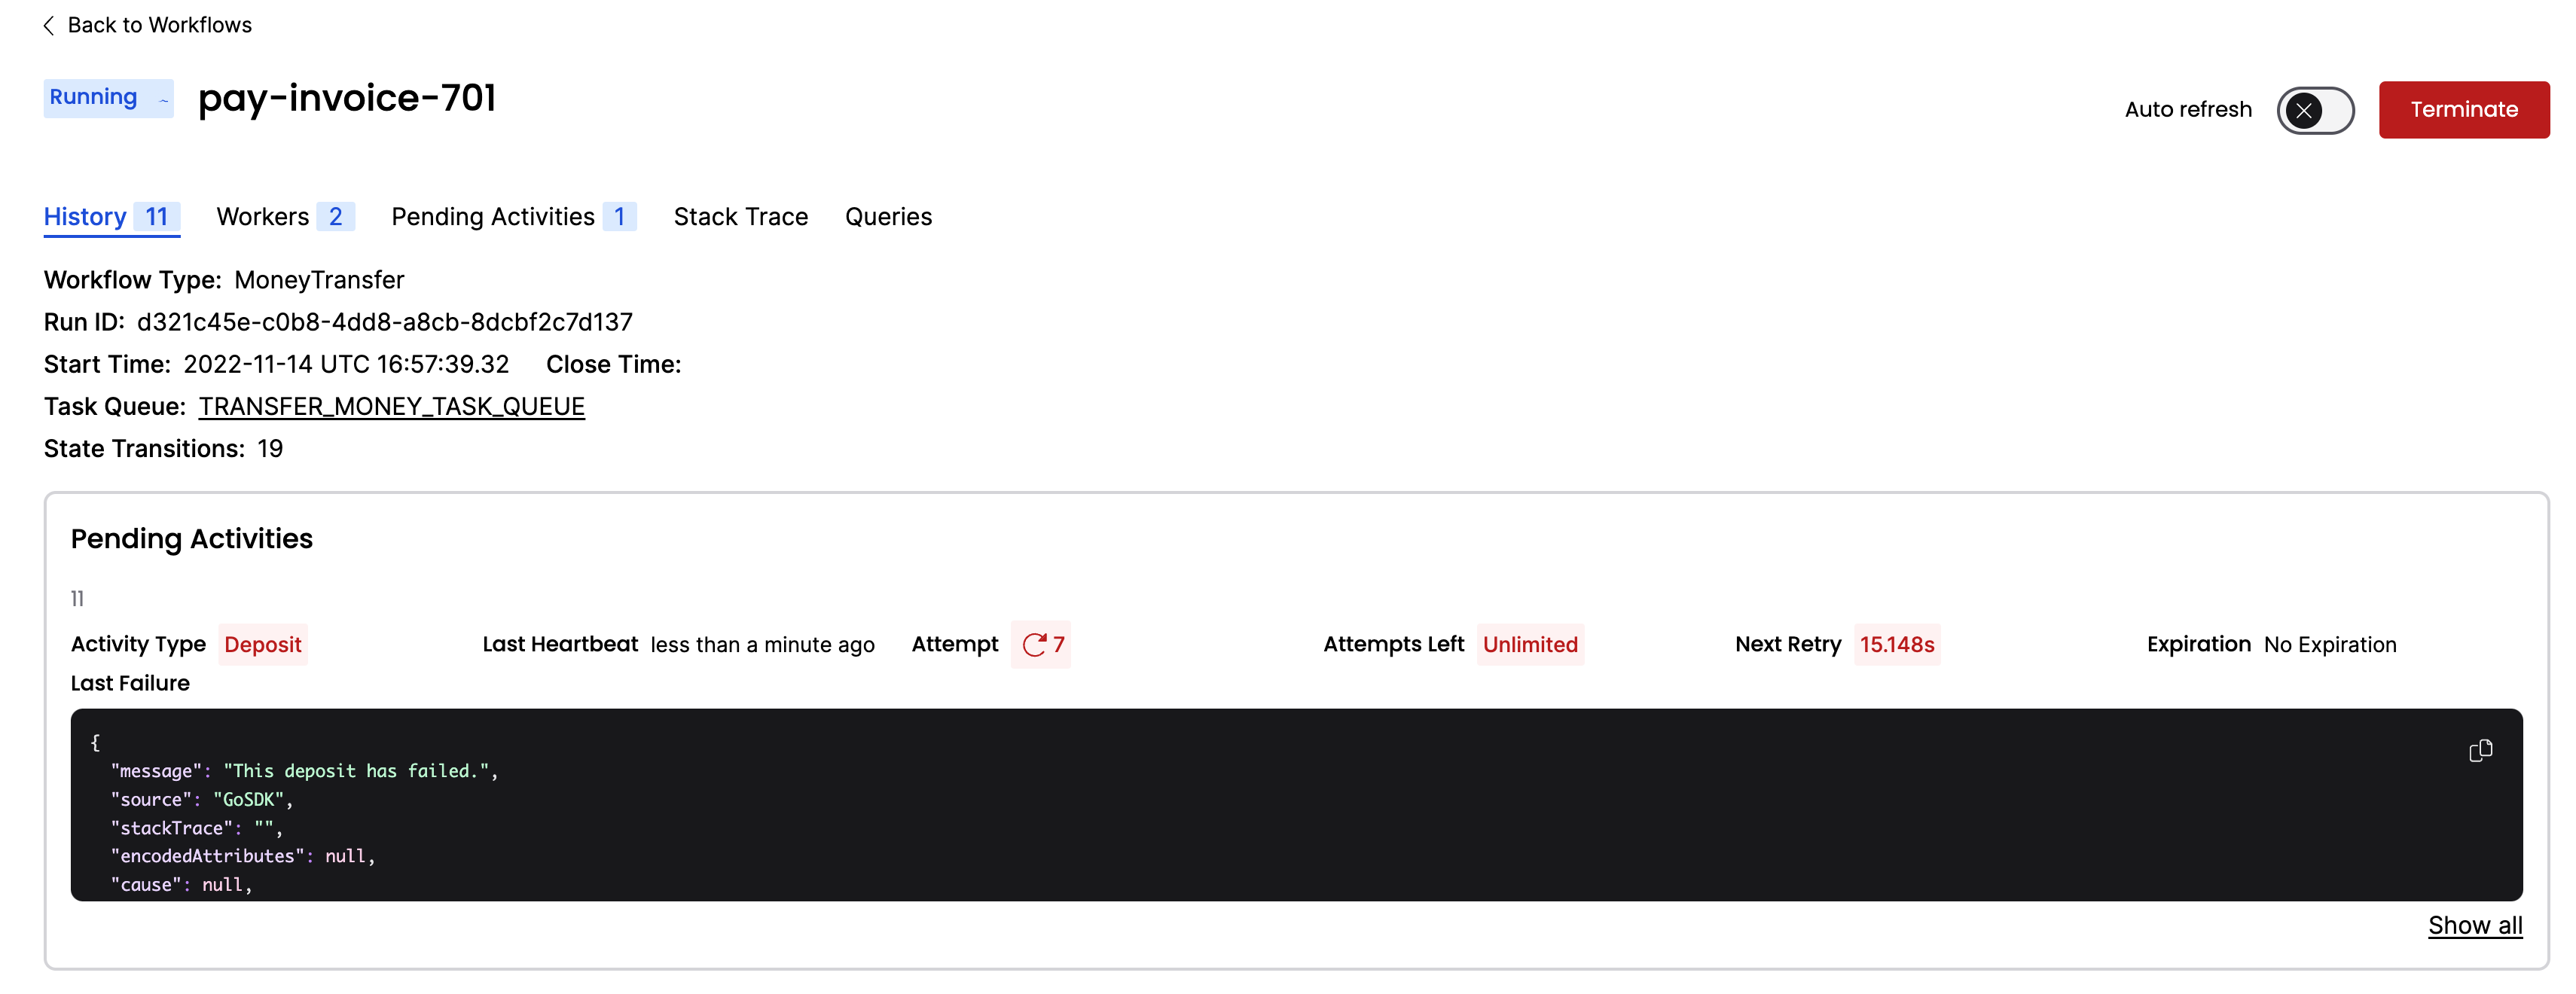 Back to Workflows
Running pay-invoice-701
Auto refresh Terminate
History 11 Workers 2 Pending Activities 1 Stack Trace Queries
Workflow Type: MoneyTransfer
Run ID: d321c45e-c0b8-4dd8-a8cb-8dcbf2c7d137
Start Time: 2022-11-14 UTC 16:57:39.32 Close Time:
Task Queue: TRANSFER_MONEY_TASK_QUEUE
State Transitions: 19
Pending Activities
11
Activity Type Deposit Last Heartbeat less than a minute ago Attempt 7 Attempts Left Unlimited Next Retry 15.148s Expiration No Expiration
Last Failure
{
"message": "This deposit has failed.",
"source": "GoSDK",
"stackTrace": "",
"encodedAttributes": null,
"cause": null,
Show all